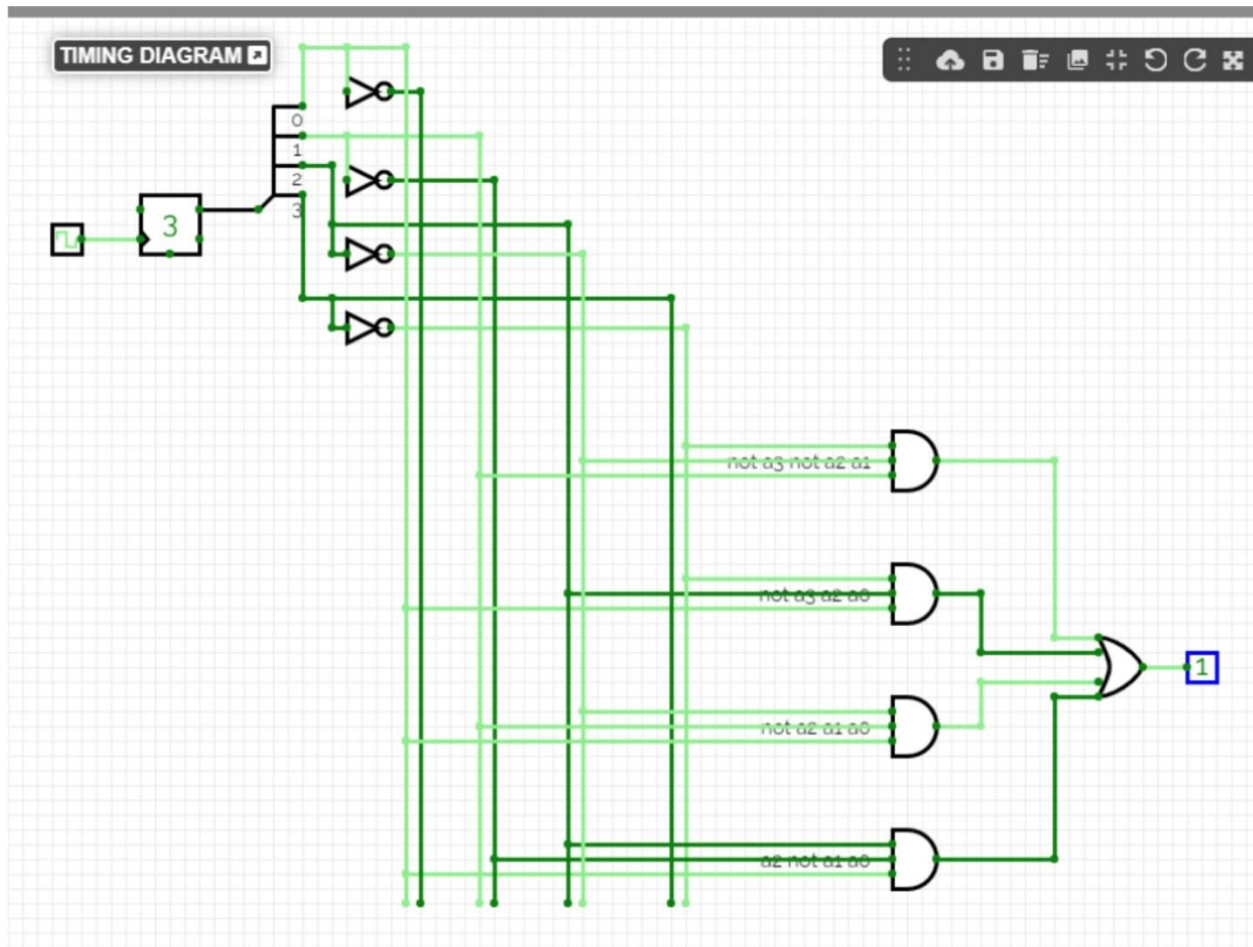 TIMING DIAGRAM
0
1
2
3
3
not a3 not a2 a1
not a3 a2 a0
1
not a2 a1 a0
a2 not a1 a0